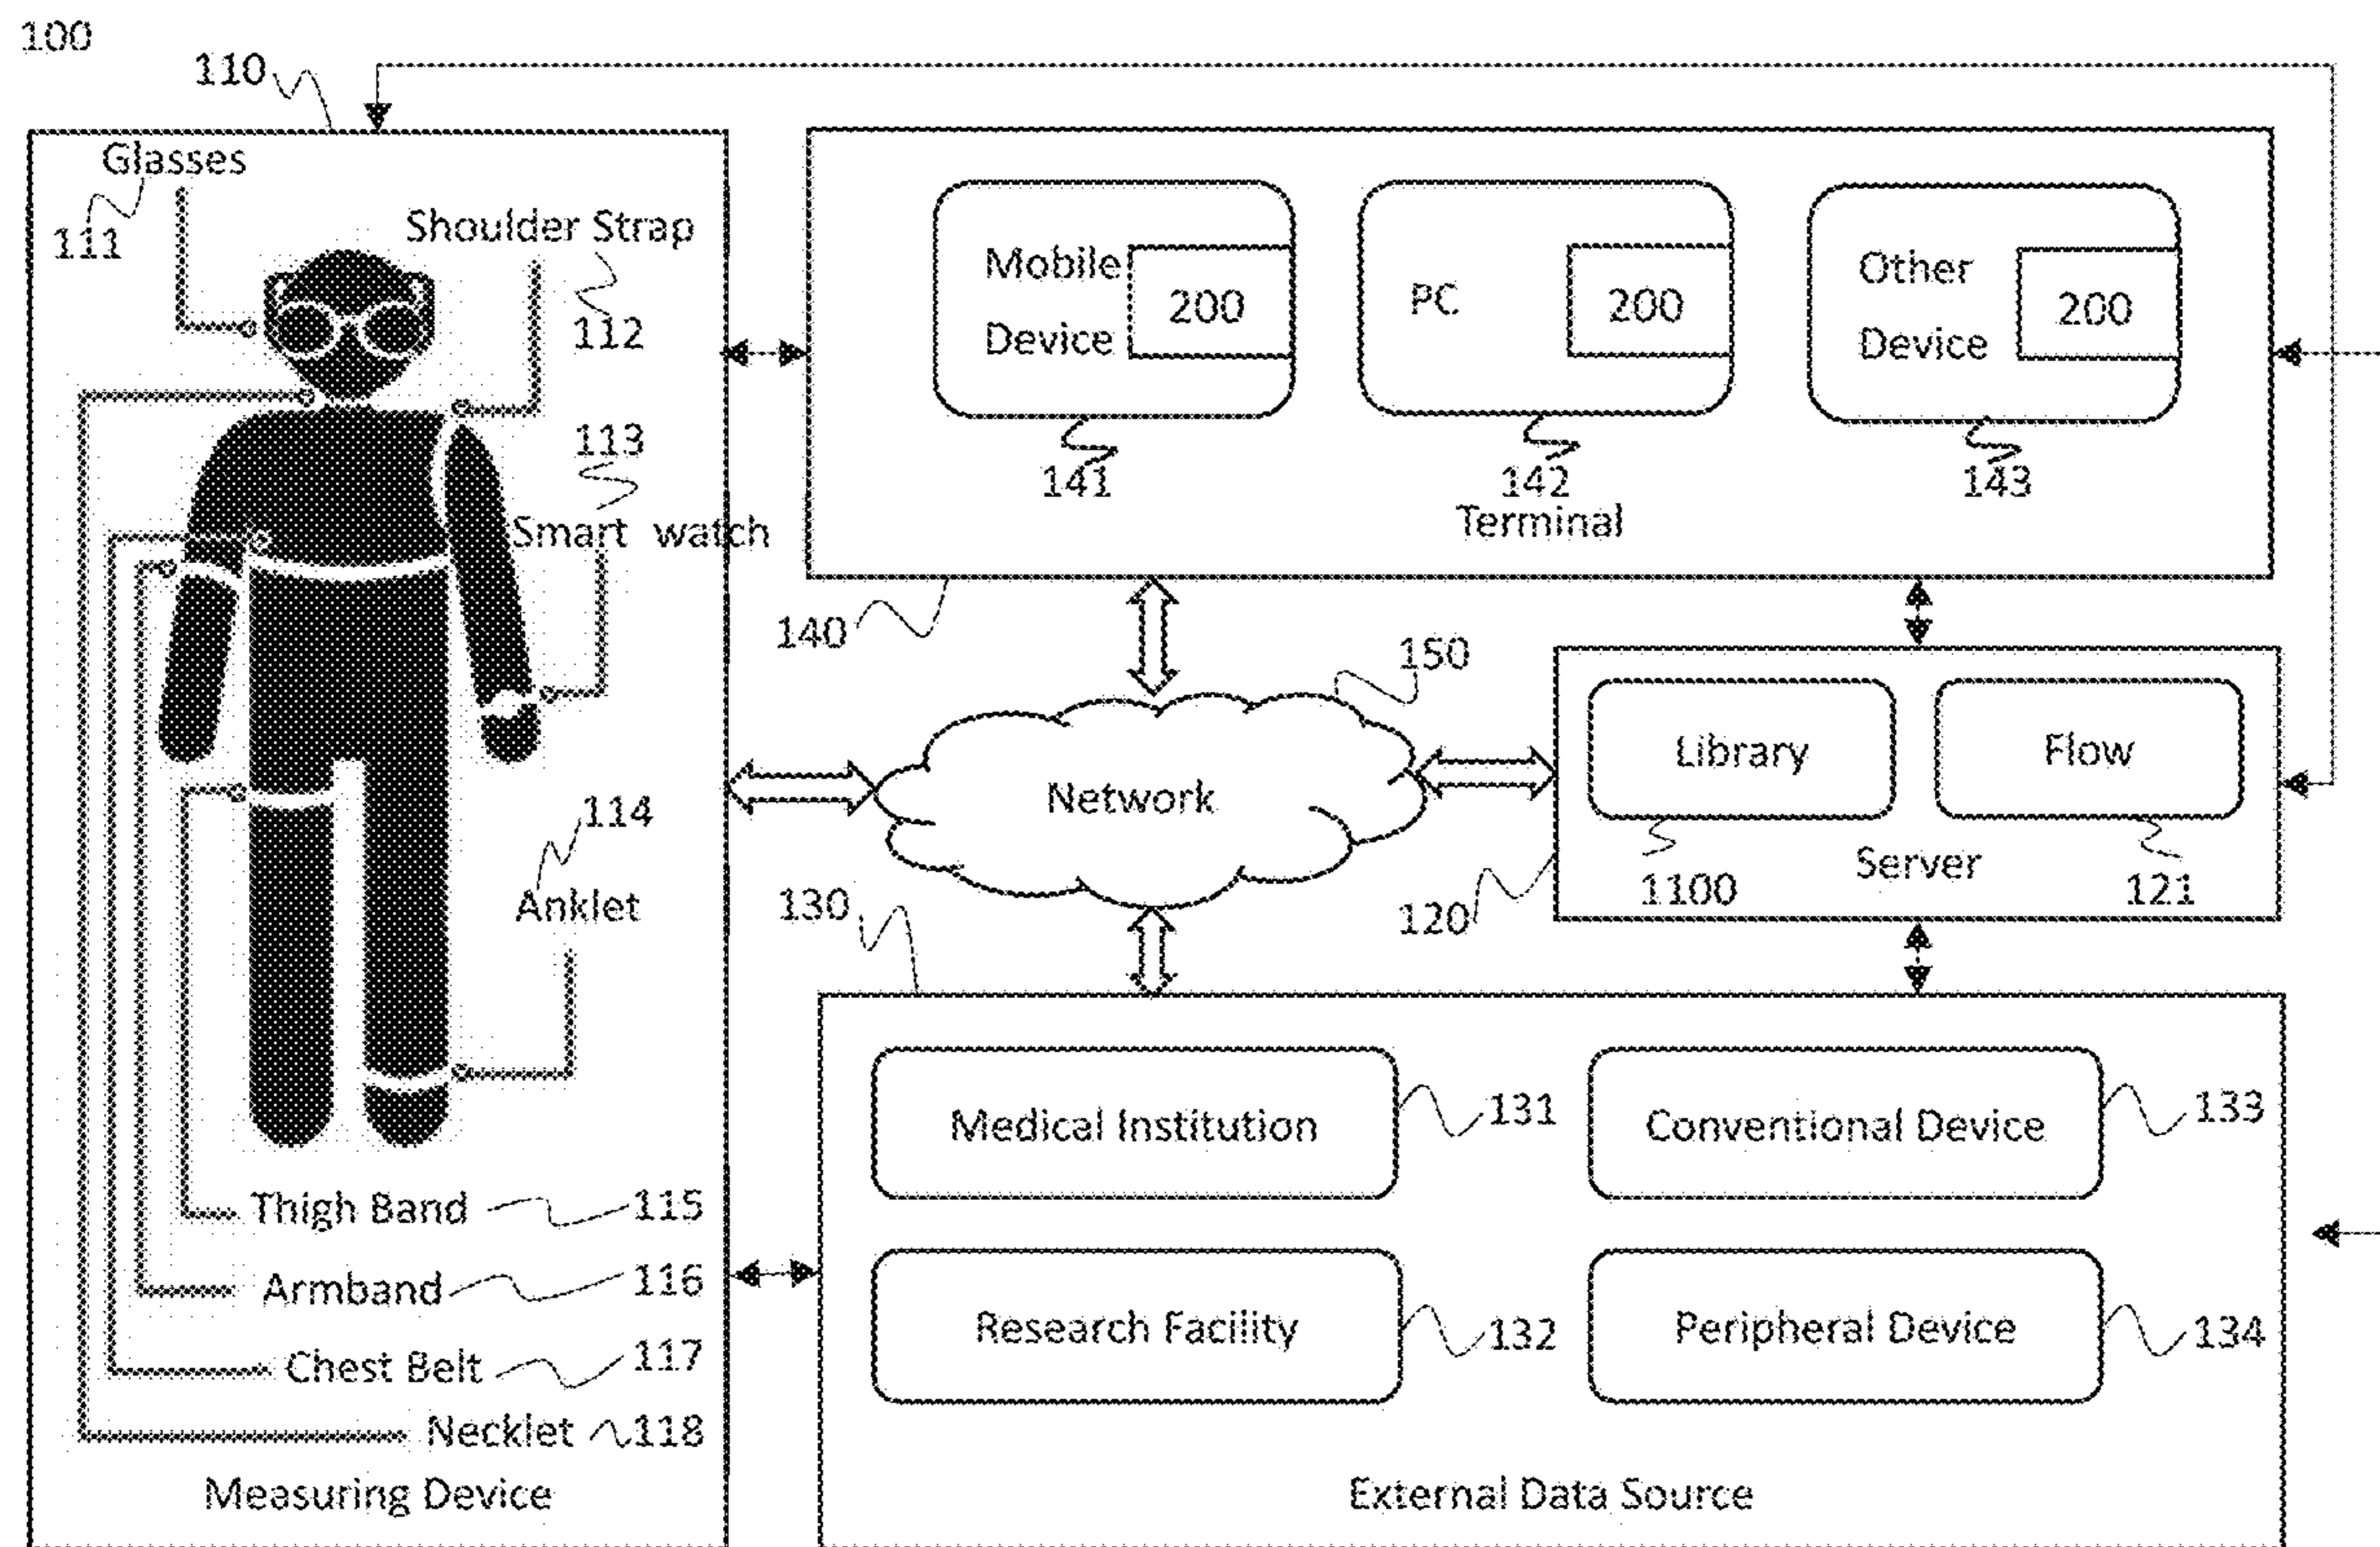 100
110
Glasses
111
Shoulder Strap
112
113
Smart watch
114
Anklet
Thigh Band 115
Armband 116
Chest Belt 117
Necklet 118
Measuring Device
Mobile
Device
200
PC
200
Other
Device
200
141
142
143
Terminal
140
150
Network
Library
Flow
1100
Server
121
120
130
Medical Institution
131
Conventional Device
133
Research Facility
132
Peripheral Device
134
External Data Source